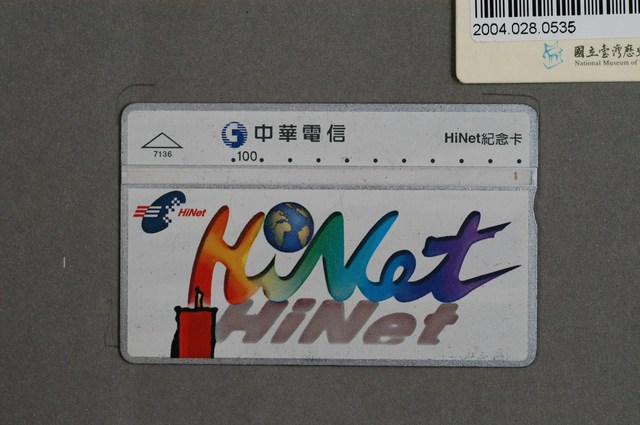 2004.028.0535
國立臺灣歷史
National Museum of
中華電信
HiNet紀念卡
7136
100
HiNet
HiNet
HiNet